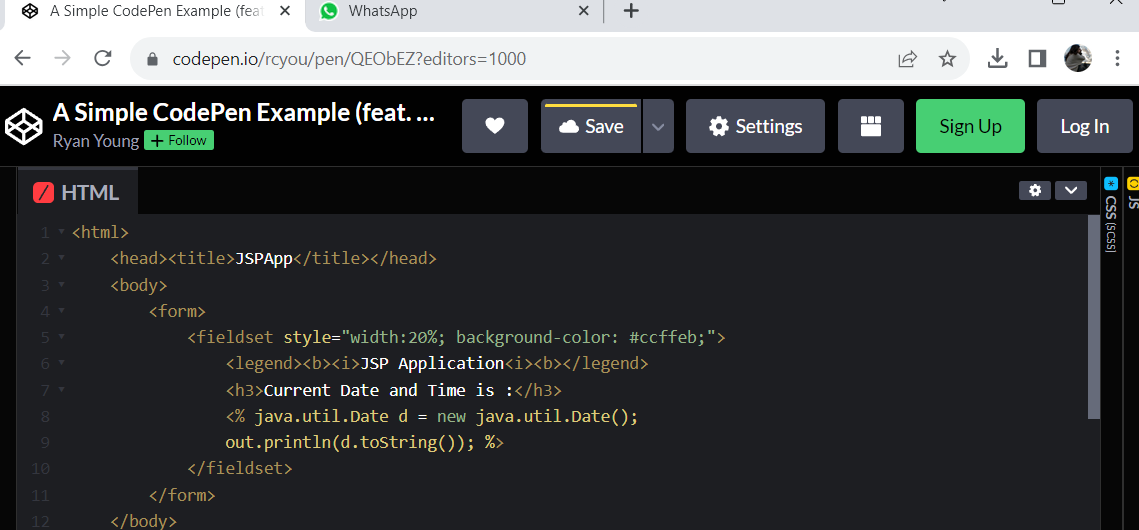 A Simple CodePen Example (feat
WhatsApp
codepen.io/rcyou/pen/QEObEZ?editors=1000
A Simple CodePen Example (feat. ...
Ryan Young + Follow
Save
Settings
Sign Up
Log In
HTML
CSS (SCSS)
JS
1 <html>
2 <head><title>JSPApp</title></head>
3 <body>
4 <form>
5 <fieldset style="width:20%; background-color: #ccffeb;">
6 <legend><b><i>JSP Application<i><b></legend>
7 <h3>Current Date and Time is :</h3>
8 <% java.util.Date d = new java.util.Date();
9 out.println(d.toString()); %>
10 </fieldset>
11 </form>
12 </body>